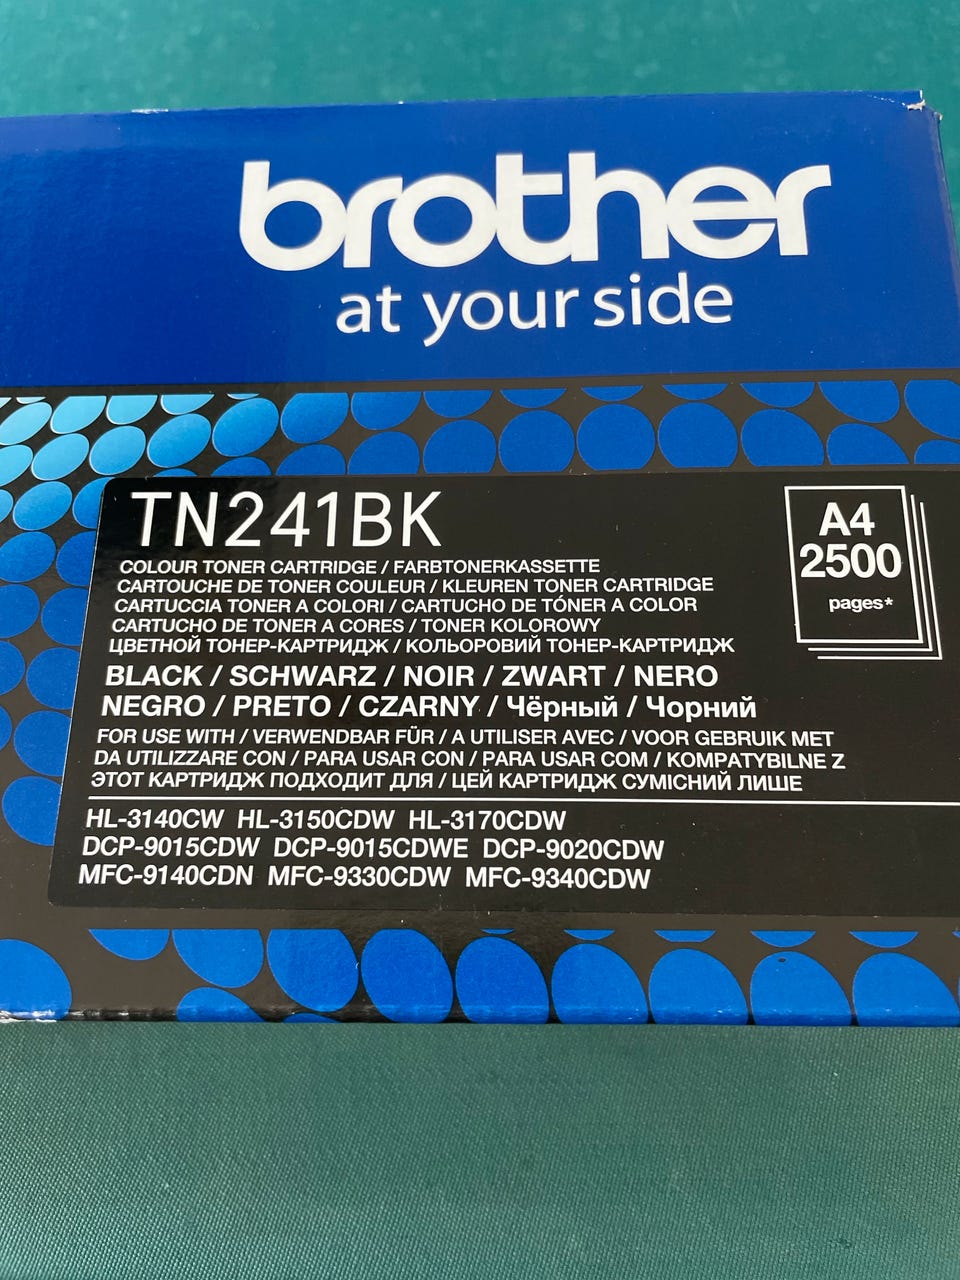 brother
at your side
TN241BK
COLOUR TONER CARTRIDGE / FARBTONERKASSETTE
CARTOUCHE DE TONER COULEUR / KLEUREN TONER CARTRIDGE
CARTUCCIA TONER A COLORI / CARTUCHO DE TÓNER A COLOR
CARTUCHO DE TONER A CORES / TONER KOLOROWY
ЦВЕТНОЙ ТОНЕР-КАРТРИДЖ / КОЛЬОРОВИЙ ТОНЕР-КАРТРИДЖ
BLACK / SCHWARZ / NOIR / ZWART / NERO
NEGRO / PRETO / CZARNY / Чёрный / Чорний
FOR USE WITH / VERWENDBAR FÜR / A UTILISER AVEC / VOOR GEBRUIK MET
DA UTILIZZARE CON / PARA USAR CON / PARA USAR COM / KOMPATYBILNE Z
ЭТОТ КАРТРИДЖ ПОДХОДИТ ДЛЯ / ЦЕЙ КАРТРИДЖ СУМІСНИЙ ЛИШЕ
HL-3140CW HL-3150CDW HL-3170CDW
DCP-9015CDW DCP-9015CDWE DCP-9020CDW
MFC-9140CDN MFC-9330CDW MFC-9340CDW
A4
2500
pages*